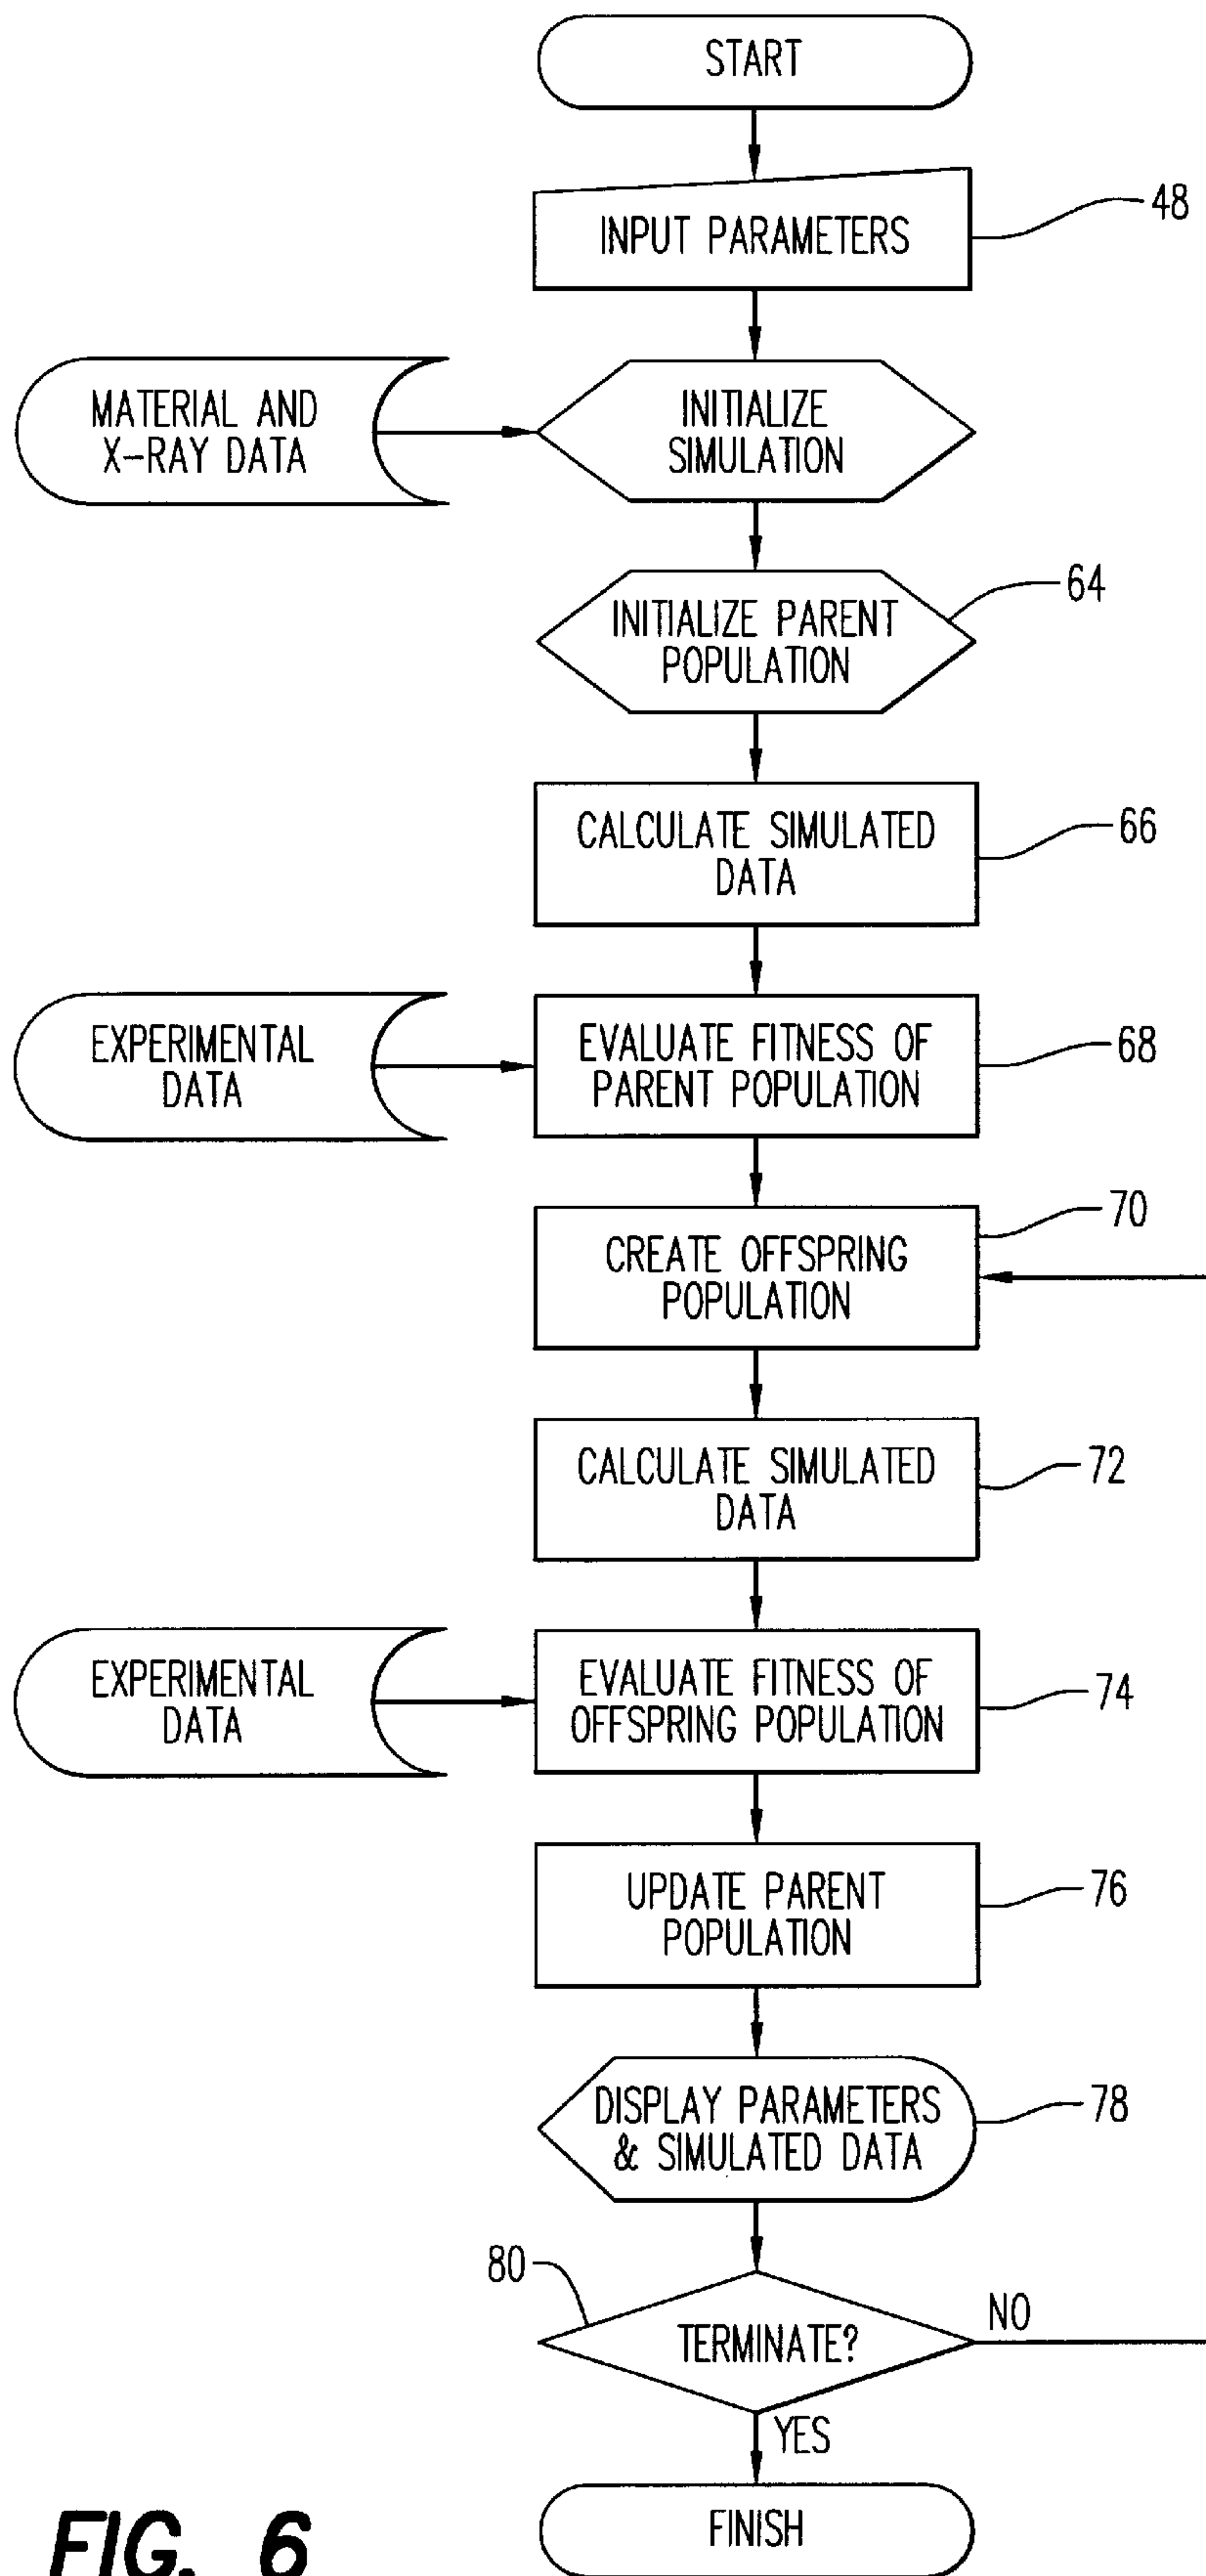 START
INPUT PARAMETERS
48
MATERIAL AND
X-RAY DATA
INITIALIZE
SIMULATION
INITIALIZE PARENT
POPULATION
64
CALCULATE SIMULATED
DATA
66
EXPERIMENTAL
DATA
EVALUATE FITNESS OF
PARENT POPULATION
68
CREATE OFFSPRING
POPULATION
70
CALCULATE SIMULATED
DATA
72
EXPERIMENTAL
DATA
EVALUATE FITNESS OF
OFFSPRING POPULATION
74
UPDATE PARENT
POPULATION
76
DISPLAY PARAMETERS
& SIMULATED DATA
78
80
TERMINATE?
NO
YES
FINISH
FIG. 6